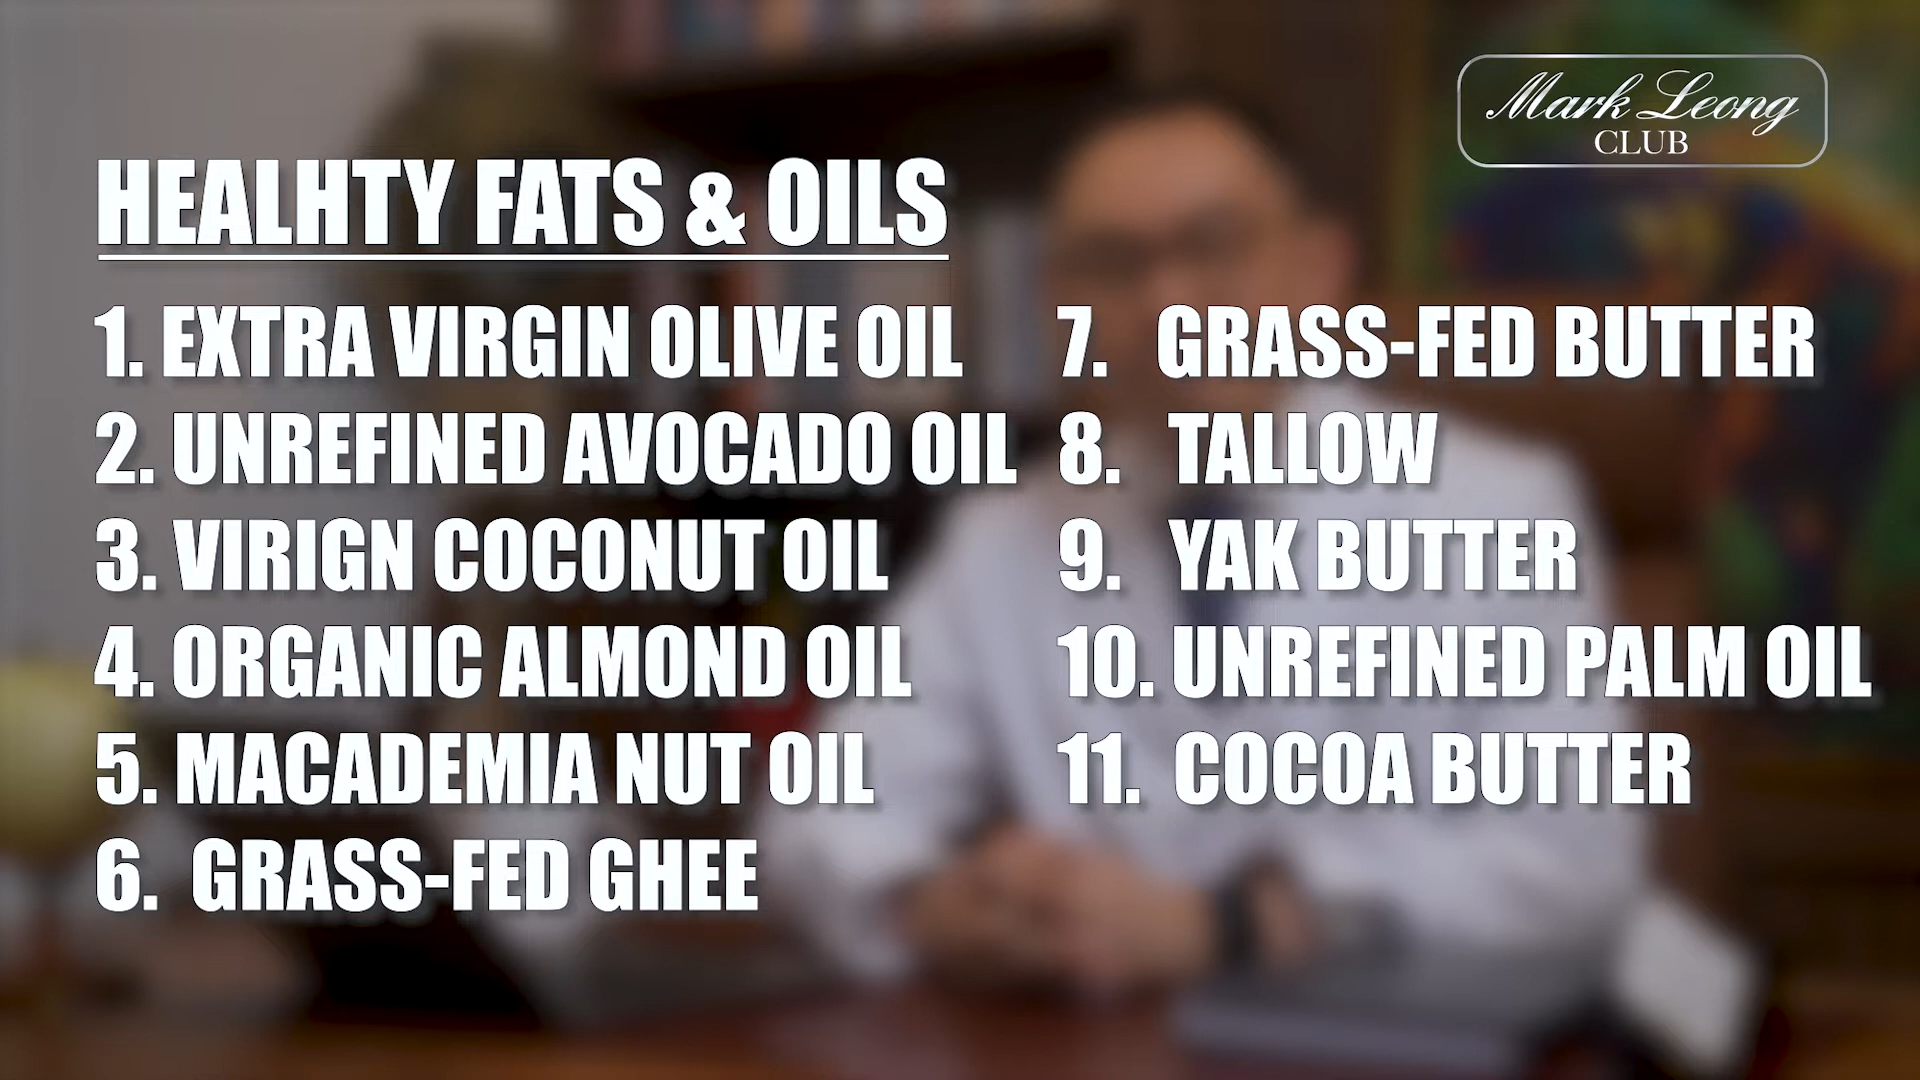 Mark Leong
CLUB
HEALHTY FATS & OILS
1. EXTRA VIRGIN OLIVE OIL
2. UNREFINED AVOCADO OIL
3. VIRIGN COCONUT OIL
4. ORGANIC ALMOND OIL
5. MACADEMIA NUT OIL
6. GRASS-FED GHEE
7. GRASS-FED BUTTER
8. TALLOW
9. YAK BUTTER
10. UNREFINED PALM OIL
11. COCOA BUTTER